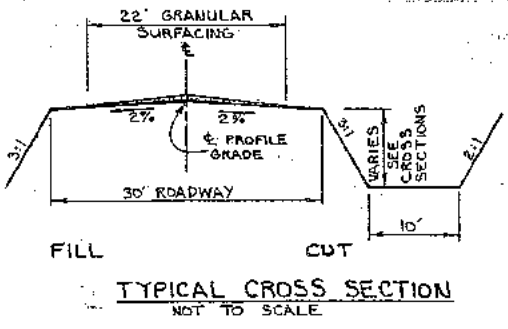 22' GRANULAR
SURFACING
℄
2%
2%
3:1
3:1
℄ PROFILE
GRADE
VARIES
SEE
CROSS
SECTIONS
2:1
30' ROADWAY
10'
FILL
CUT
TYPICAL CROSS SECTION
NOT TO SCALE